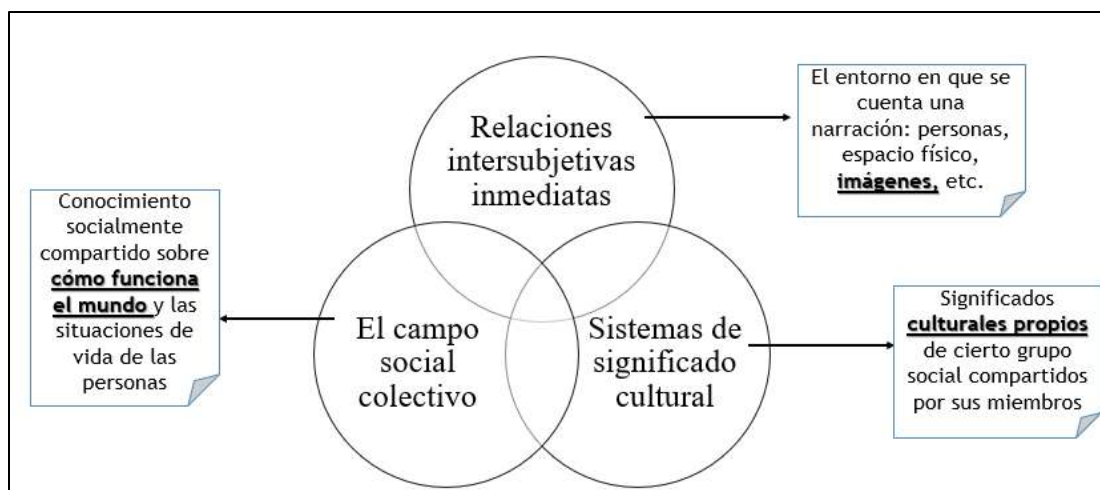 Relaciones
intersubjetivas
inmediatas
El entorno en que se
cuenta una
narración: personas,
espacio físico,
imágenes, etc.
Conocimiento
socialmente
compartido sobre
cómo funciona
el mundo y las
situaciones de
vida de las
personas
El campo
social
colectivo
Sistemas de
significado
cultural
Significados
culturales propios
de cierto grupo
social compartidos
por sus miembros